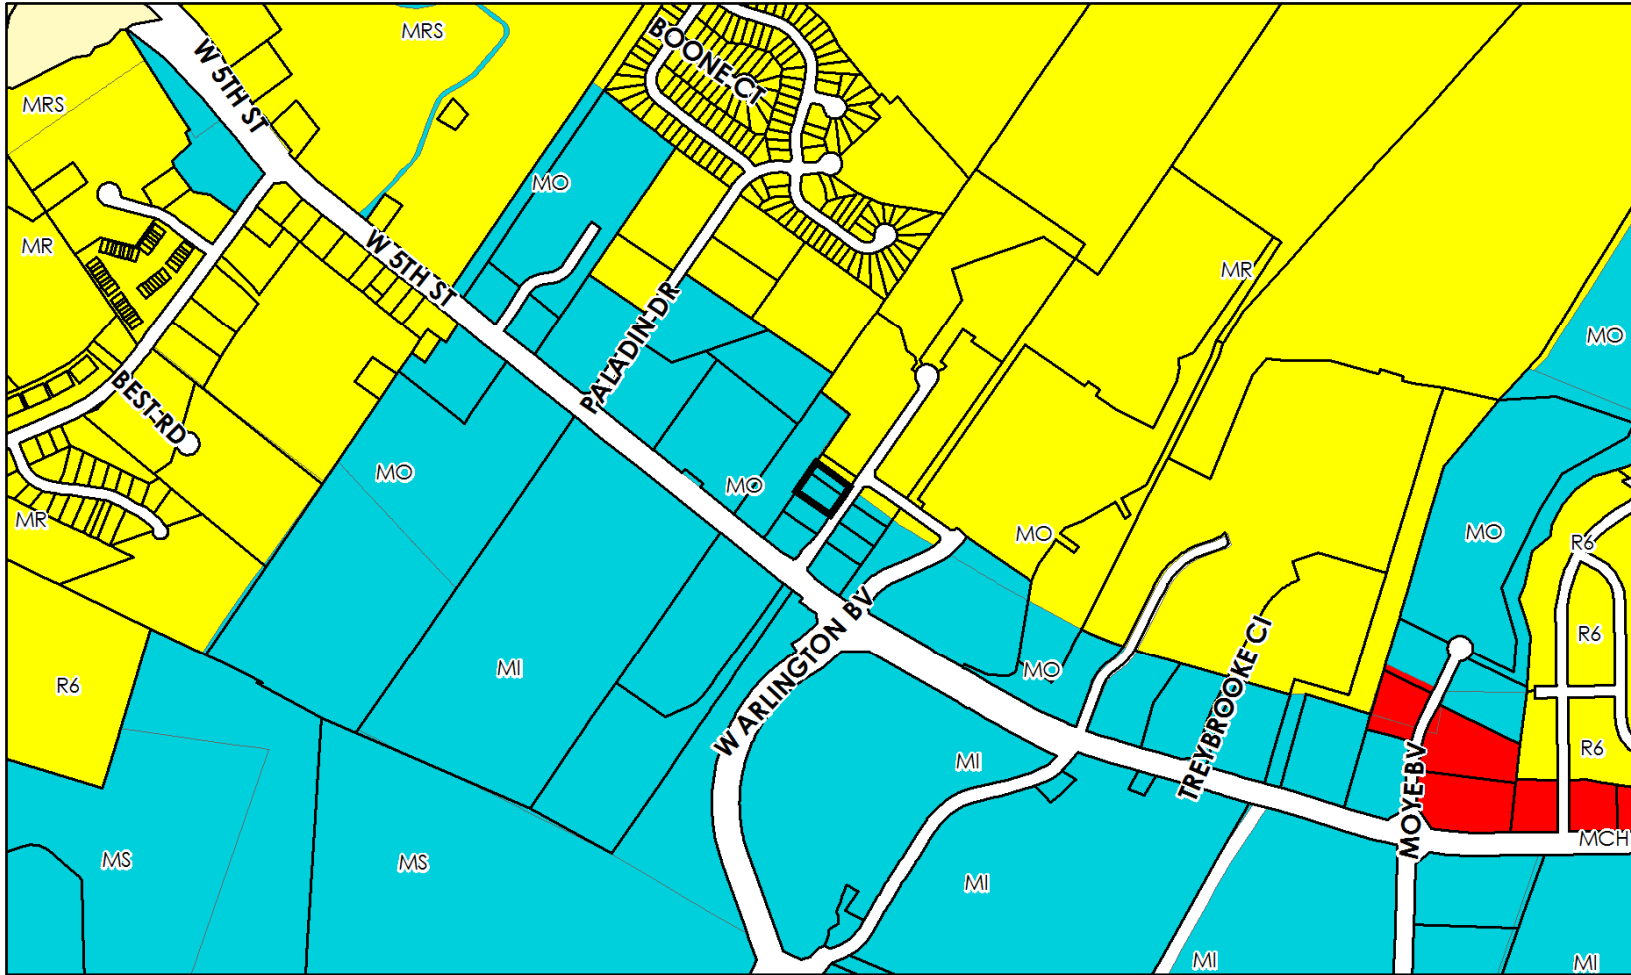 MRS
BOONE CT
W 5TH ST
MRS
MO
MR
W 5TH ST
MR
PALADIN DR
MO
BEST RD
MO
MO
MR
MO
MO
R6
R6
W ARLINGTON BV
R6
MI
MO
TREYBROOKE CI
R6
MI
MOYE BV
MCH
MS
MS
MI
MI
MI